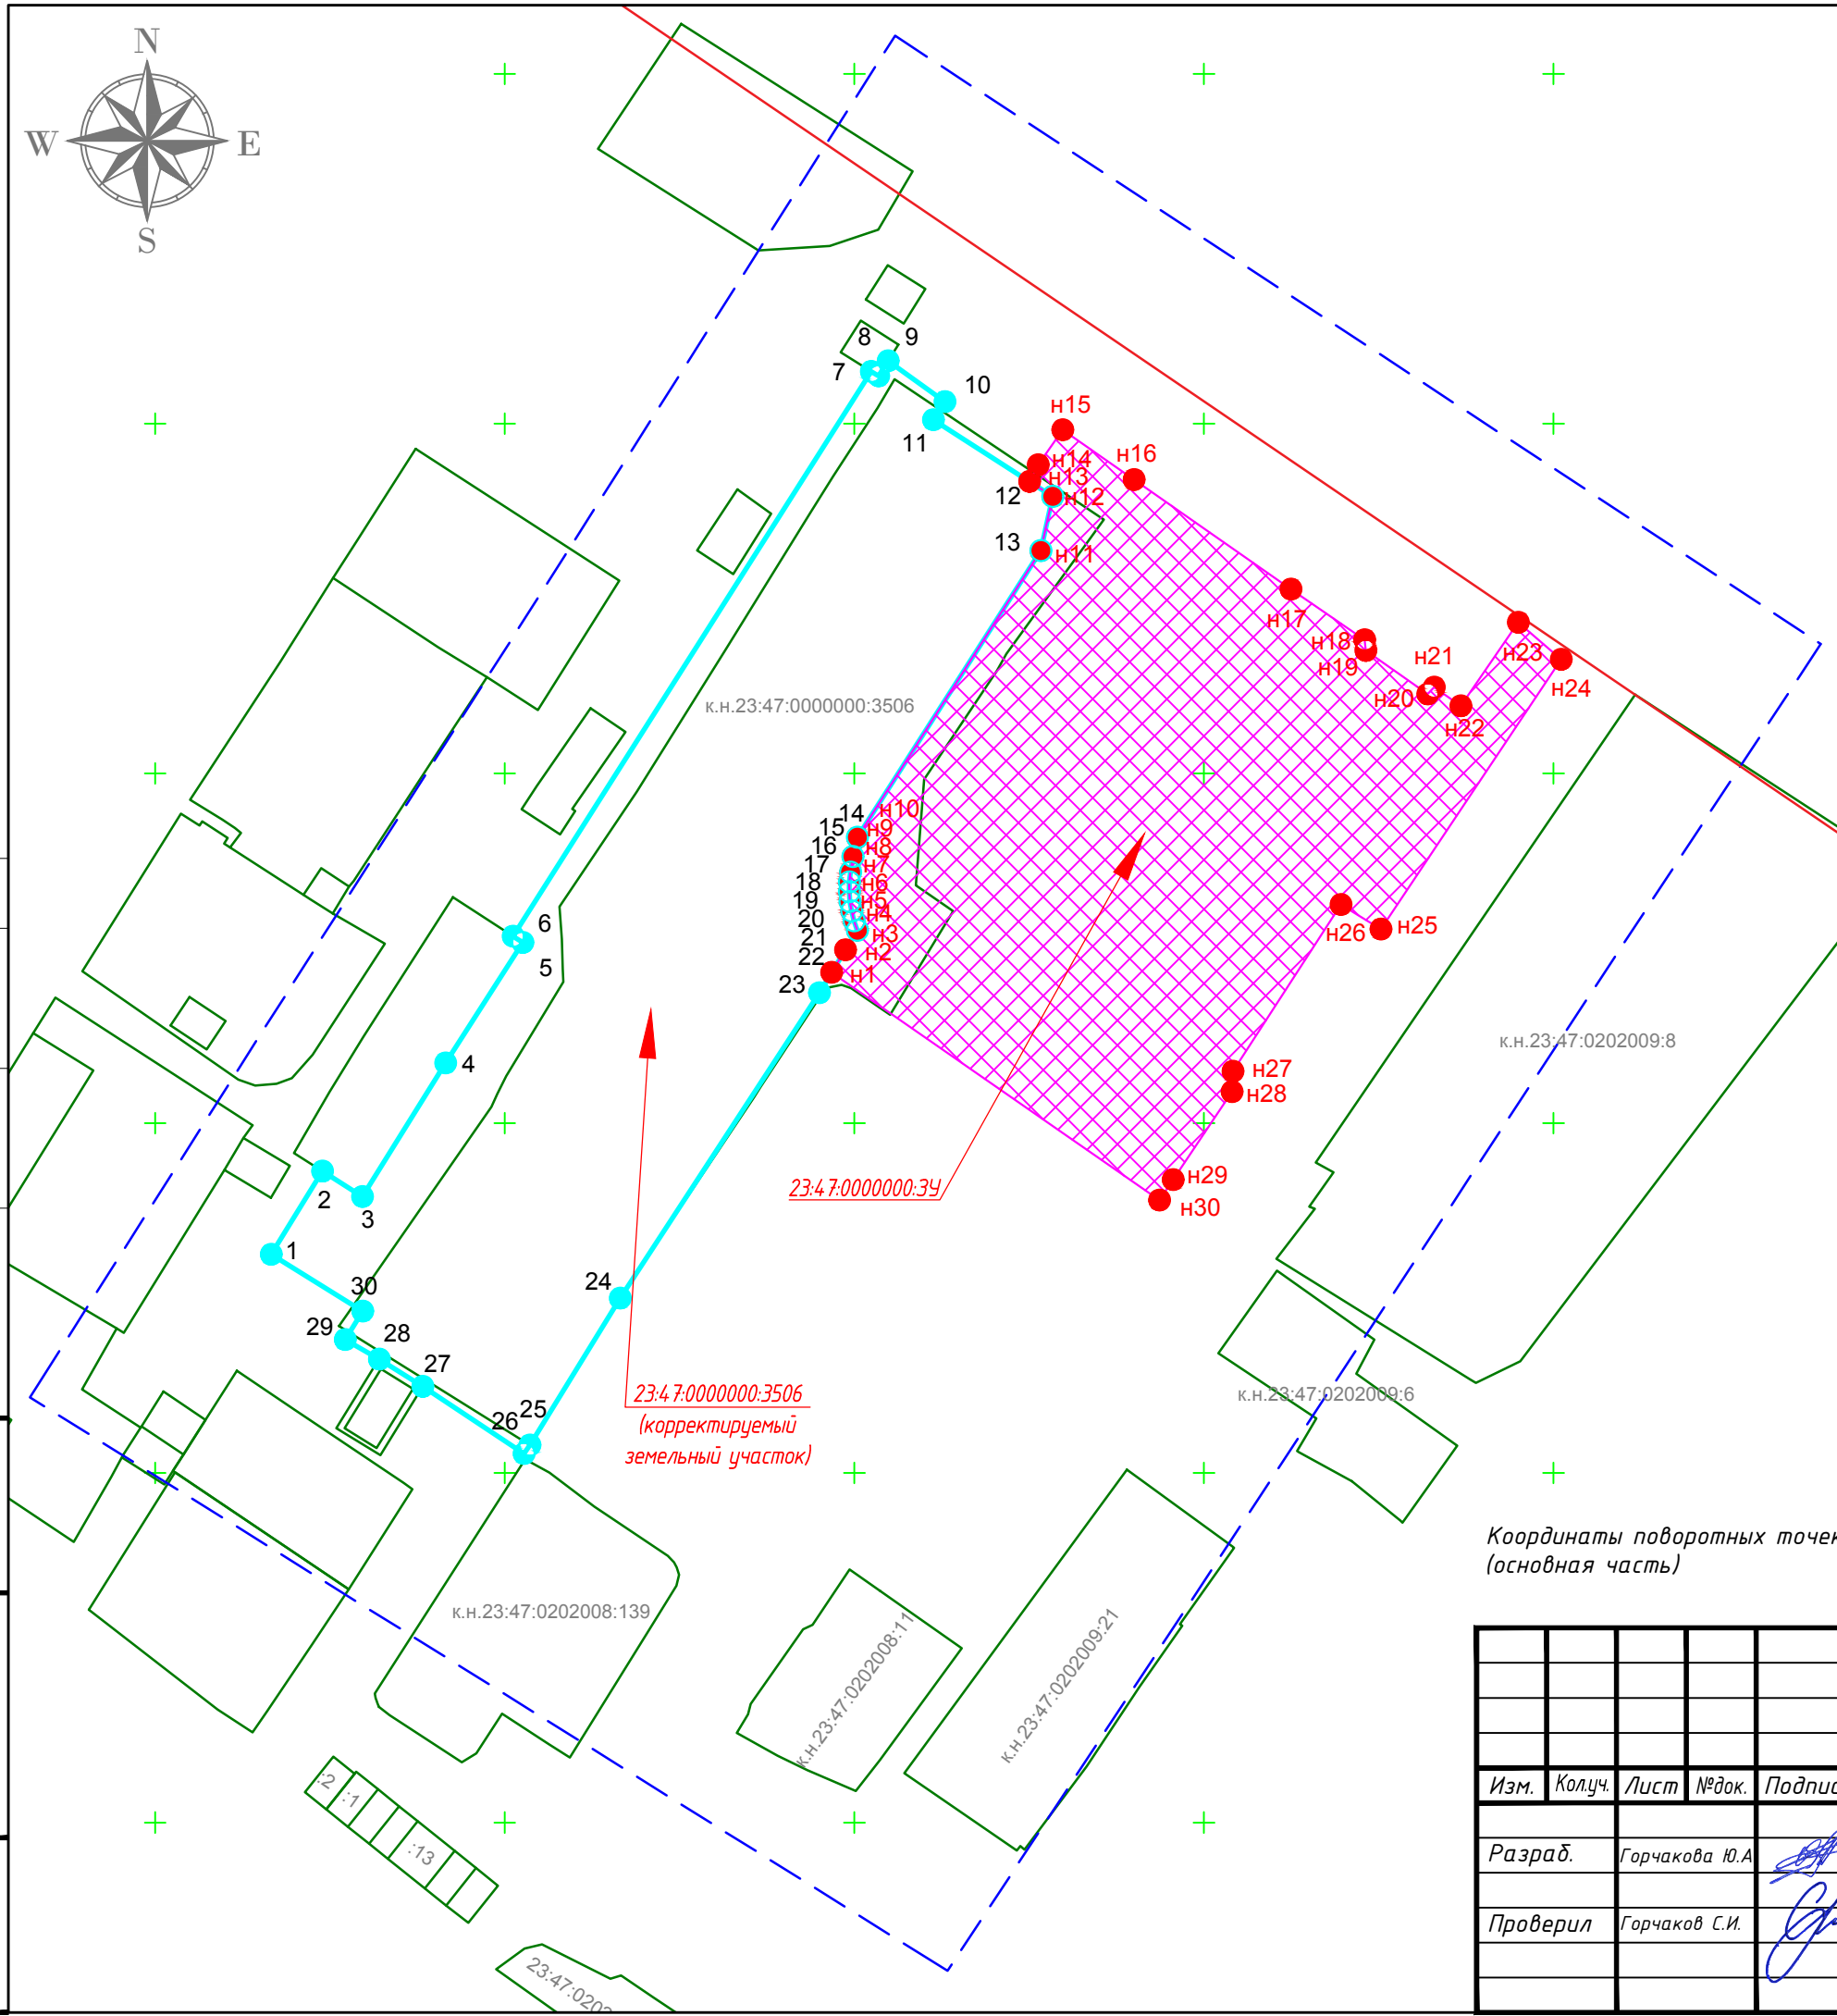 N
W
E
S
8
9
7
10
11
н15
н16
н14
н13
12
н12
13
н11
н17
н18
н19
н21
н20
н22
н23
н24
к.н.23:47:0000000:3506
14
н10
15
н9
16
н8
17
н7
18
н6
19
н5
20
н4
21
н3
22
н2
23
н1
6
5
4
н26
н25
к.н.23:47:0202009:8
н27
н28
2
3
23:47:0000000:ЗУ
н29
н30
1
24
30
29
28
27
26
25
23:47:0000000:3506
(корректируемый
земельный участок)
к.н.23:47:0202009:6
Координаты поворотных точек
(основная часть)
к.н.23:47:0202008:139
к.н.23:47:0202008:11
к.н.23:47:0202009:21
:2
:1
:13
Изм.
Кол.уч.
Лист
№док.
Разраб.
Горчакова Ю.А
Проверил
Горчаков С.И.